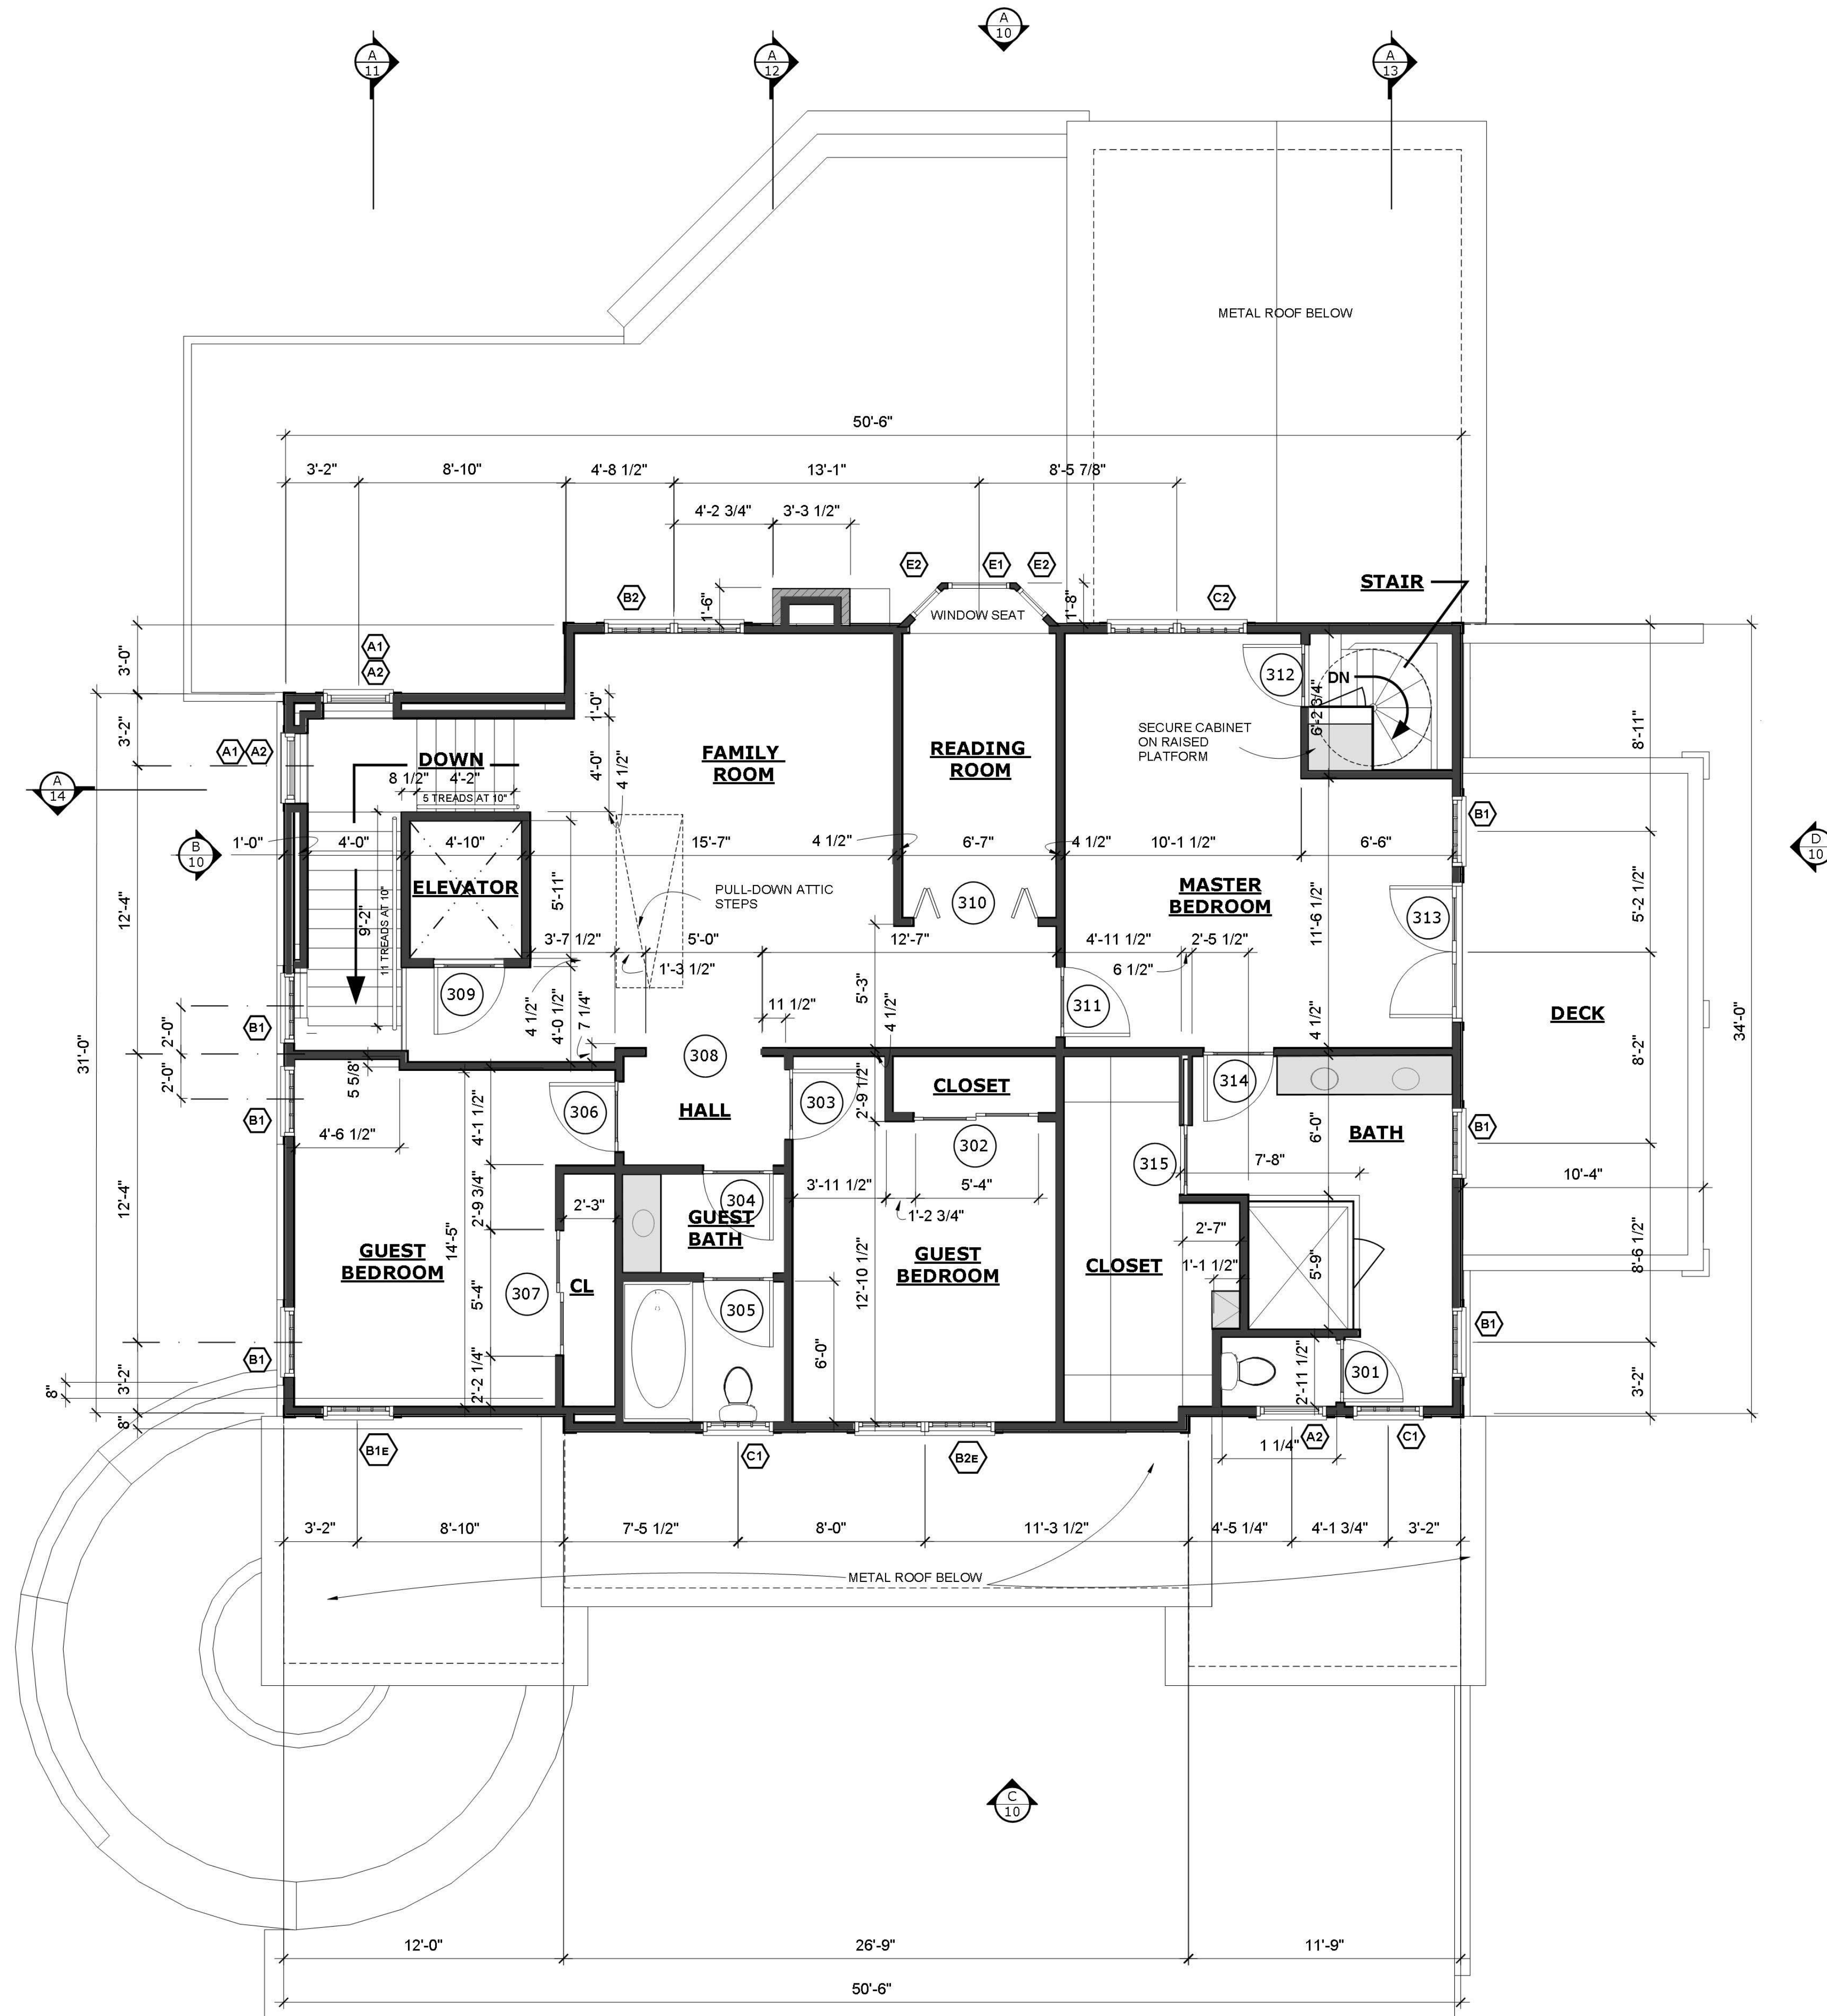 A
10
A
11
A
12
A
13
METAL ROOF BELOW
50'-6"
3'-2"
8'-10"
4'-8 1/2"
13'-1"
8'-5 7/8"
4'-2 3/4"
3'-3 1/2"
E2
E1
E2
B2
1'-6"
WINDOW SEAT
1'-8"
C2
STAIR
3'-0"
A1
A2
312
DN
6'-2 3/4"
3'-2"
1'-0"
A1
A2
DOWN
4'-0"
4 1/2"
FAMILY
ROOM
READING
ROOM
SECURE CABINET
ON RAISED
PLATFORM
8'-11"
A
14
8 1/2"
4'-2"
5 TREADS AT 10"
B1
B
10
1'-0"
4'-0"
4'-10"
15'-7"
4 1/2"
6'-7"
4 1/2"
10'-1 1/2"
6'-6"
D
10
ELEVATOR
5'-11"
PULL-DOWN ATTIC
STEPS
310
MASTER
BEDROOM
313
11'-6 1/2"
5'-2 1/2"
12'-4"
9'-2"
11 TREADS AT 10"
3'-7 1/2"
5'-0"
12'-7"
4'-11 1/2"
2'-5 1/2"
1'-3 1/2"
6 1/2"
309
11 1/2"
5'-3"
311
4 1/2"
4'-0 1/2"
7 1/4"
4 1/2"
4 1/2"
DECK
34'-0"
2'-0"
B1
31'-0"
308
8'-2"
2'-0"
5 5/8"
B1
306
HALL
303
2'-9 1/2"
CLOSET
314
4'-1 1/2"
4'-6 1/2"
302
BATH
B1
6'-0"
315
7'-8"
10'-4"
12'-4"
2'-9 3/4"
2'-3"
304
3'-11 1/2"
5'-4"
1'-2 3/4"
GUEST
BATH
2'-7"
GUEST
BEDROOM
14'-5"
GUEST
BEDROOM
12'-10 1/2"
CLOSET
1'-1 1/2"
5'-9"
8'-6 1/2"
5'-4"
307
CL
305
B1
B1
6'-0"
8"
3'-2"
2'-2 1/4"
2'-11 1/2"
301
3'-2"
8"
B1E
C1
B2E
1 1/4"
A2
C1
3'-2"
8'-10"
7'-5 1/2"
8'-0"
11'-3 1/2"
4'-5 1/4"
4'-1 3/4"
3'-2"
METAL ROOF BELOW
C
10
12'-0"
26'-9"
11'-9"
50'-6"